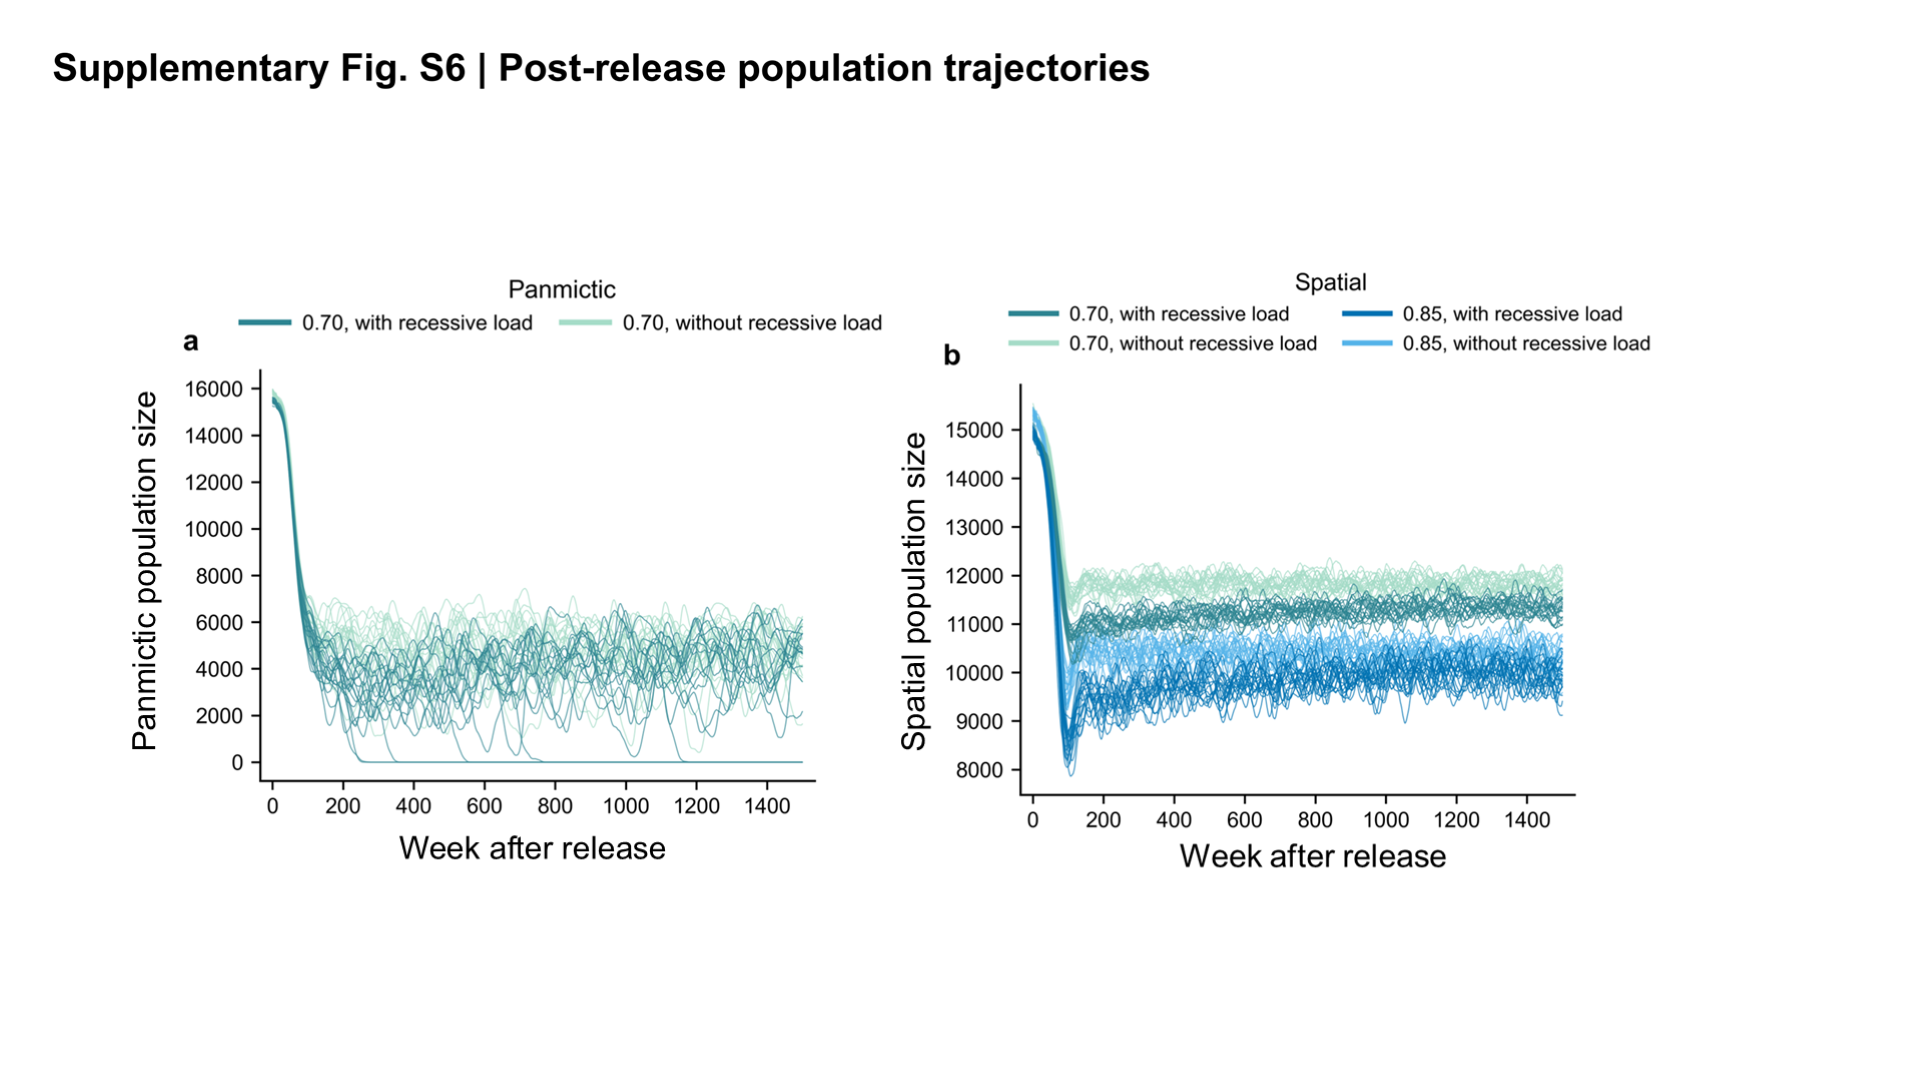 Supplementary Fig. S6 | Post-release population trajectories
Panmictic
0.70, with recessive load
0.70, without recessive load
a
Panmictic population size
16000
14000
12000
10000
8000
6000
4000
2000
0
0 200 400 600 800 1000 1200 1400
Week after release
Spatial
0.70, with recessive load
0.85, with recessive load
0.70, without recessive load
0.85, without recessive load
b
Spatial population size
15000
14000
13000
12000
11000
10000
9000
8000
0 200 400 600 800 1000 1200 1400
Week after release